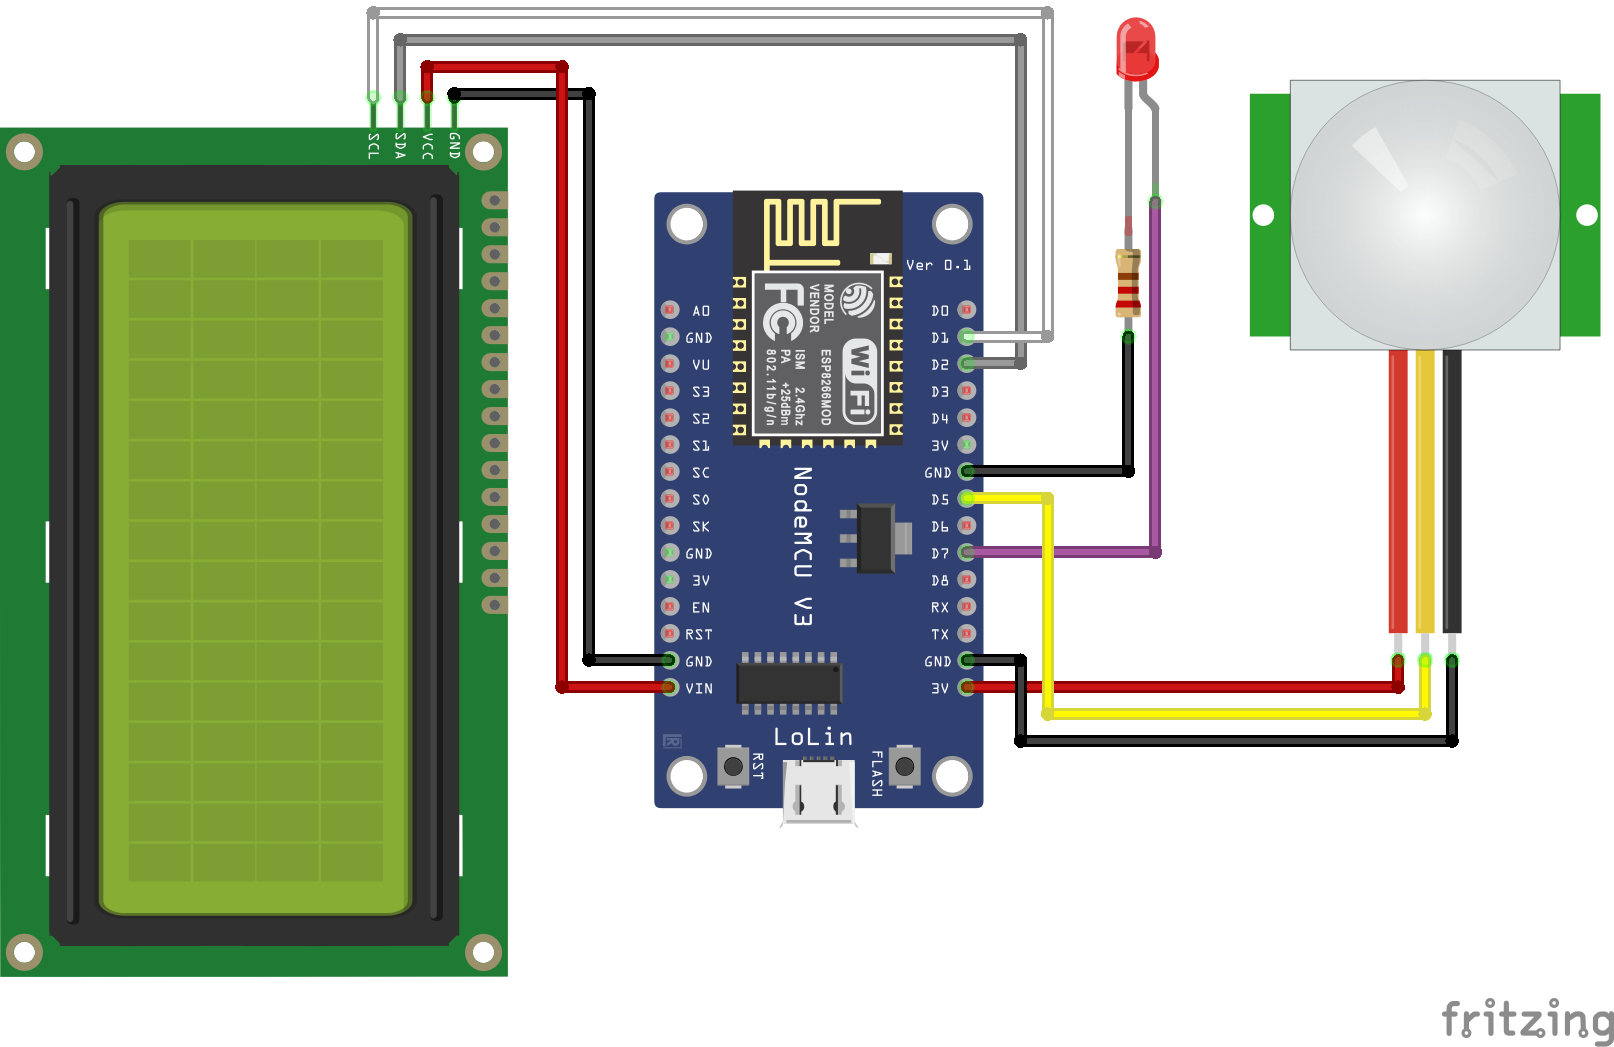 SCL
SDA
VCC
GND
Ver 0.1
MODEL
VENDOR
FC
ISM 2.4Ghz
PA +25dBm
802.11b/g/n
ESP8266MOD
WiFi
A0
GND
VU
S3
S2
S1
SC
S0
SK
GND
3V
EN
RST
GND
VIN
D0
D1
D2
D3
D4
3V
GND
D5
D6
D7
D8
RX
TX
GND
3V
NodeMCU V3
LoLin
RST
FLASH
fritzing